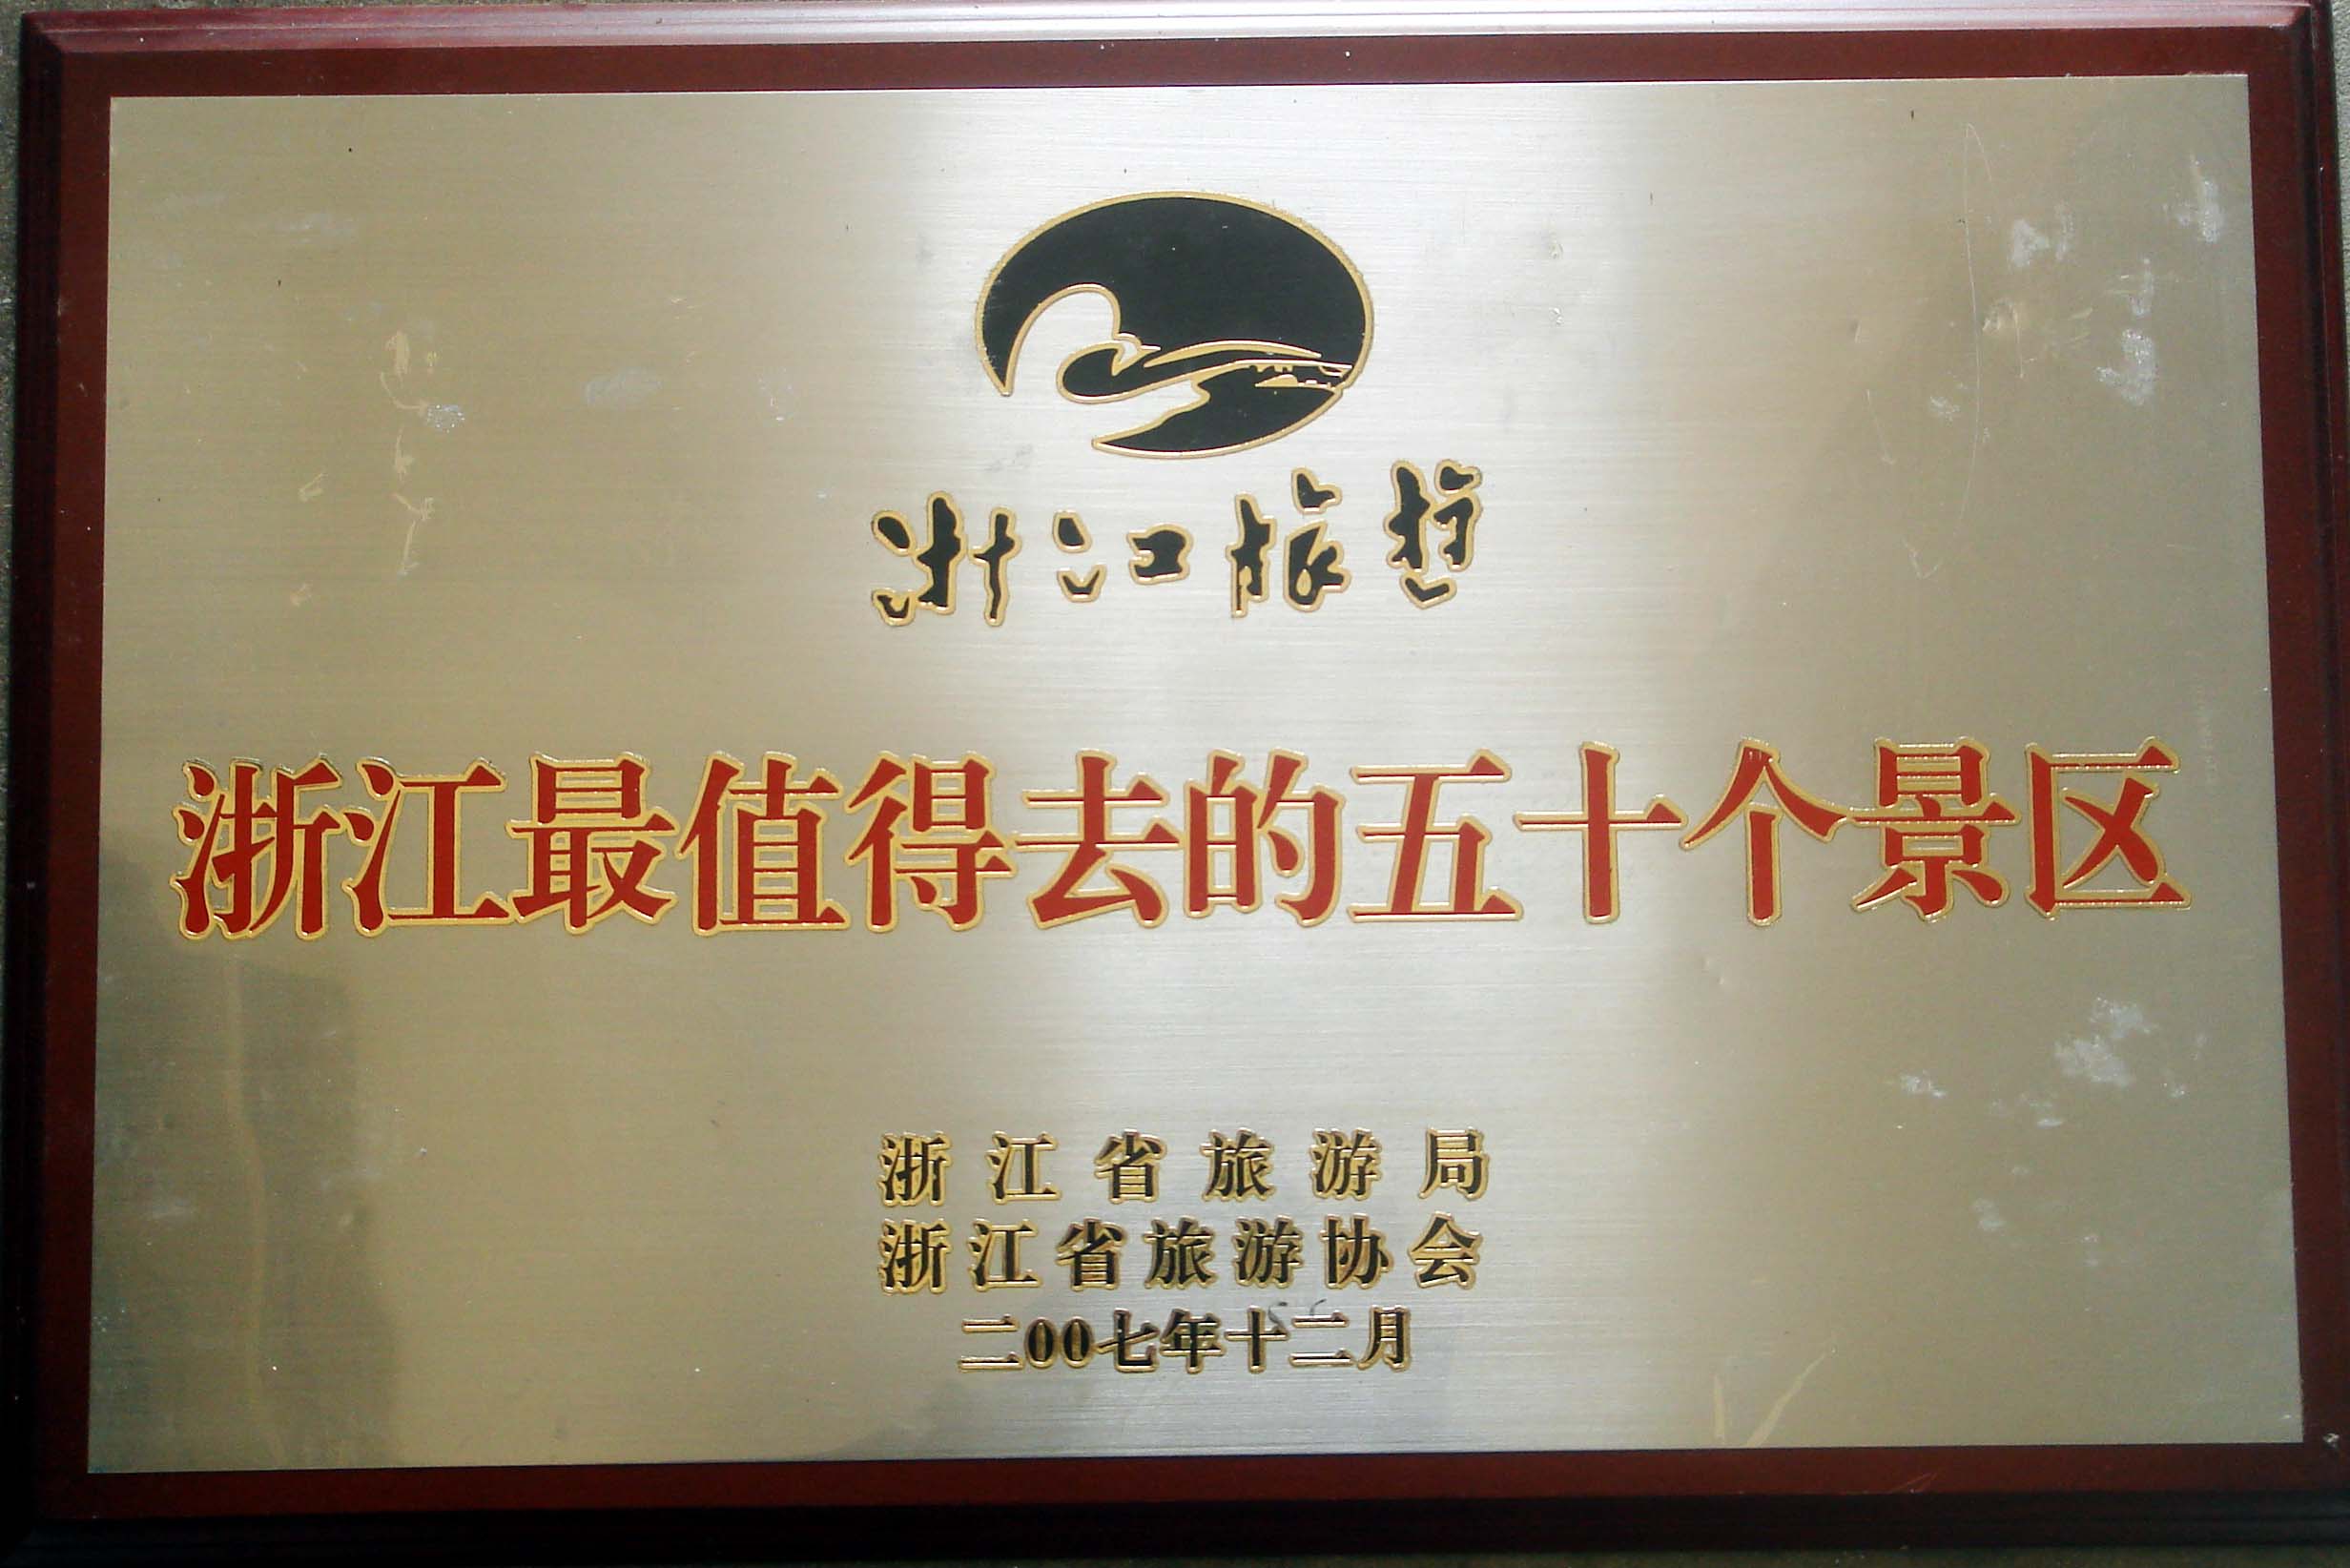 浙江旅游
浙江最值得去的五十个景区
浙江省旅游局
浙江省旅游协会
二00七年十二月